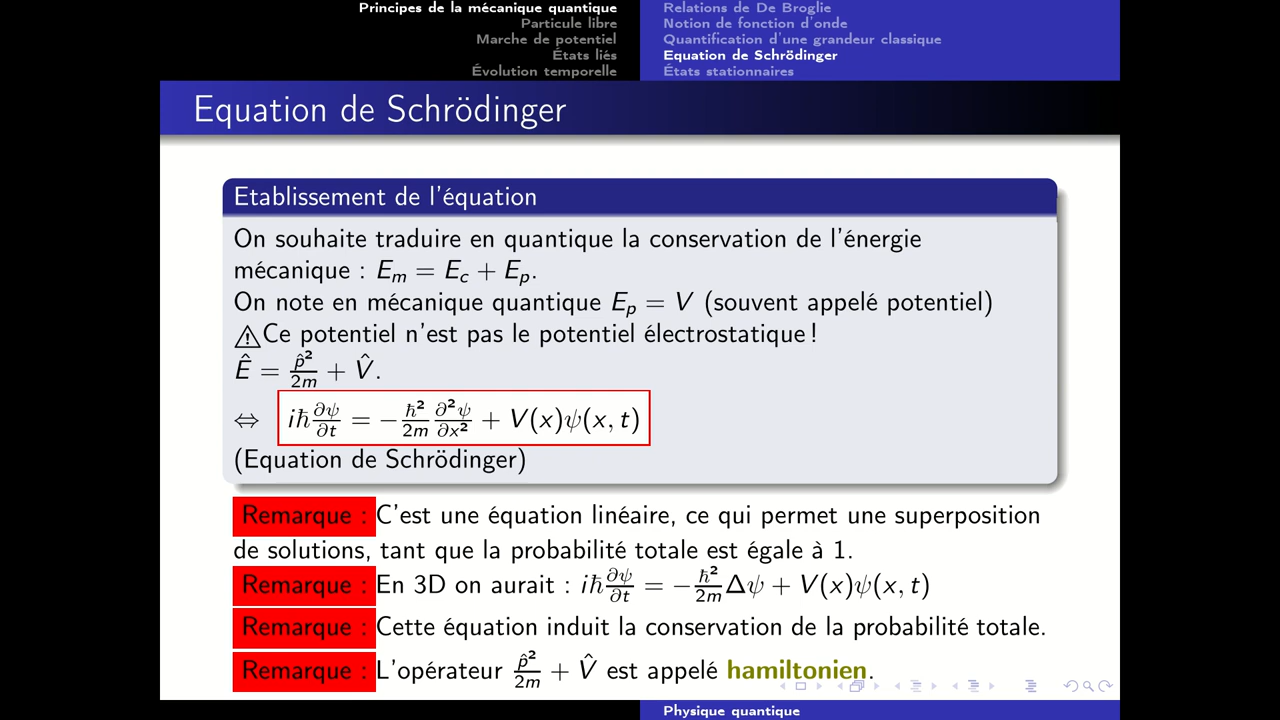 Principes de la mécanique quantique
Particule libre
Marche de potentiel
États liés
Évolution temporelle
Relations de De Broglie
Notion de fonction d'onde
Quantification d'une grandeur classique
Equation de Schrödinger
États stationnaires
Equation de Schrödinger
Etablissement de l'équation
On souhaite traduire en quantique la conservation de l'énergie
mécanique : E_m = E_c + E_p.
On note en mécanique quantique E_p = V (souvent appelé potentiel)
⚠Ce potentiel n'est pas le potentiel électrostatique !
Ê = p̂²/2m + V̂.
⇔ iħ ∂ψ/∂t = −ħ²/2m ∂²ψ/∂x² + V(x)ψ(x, t)
(Equation de Schrödinger)
Remarque : C'est une équation linéaire, ce qui permet une superposition
de solutions, tant que la probabilité totale est égale à 1.
Remarque : En 3D on aurait : iħ ∂ψ/∂t = −ħ²/2m Δψ + V(x)ψ(x, t)
Remarque : Cette équation induit la conservation de la probabilité totale.
Remarque : L'opérateur p̂²/2m + V̂ est appelé hamiltonien.
Physique quantique